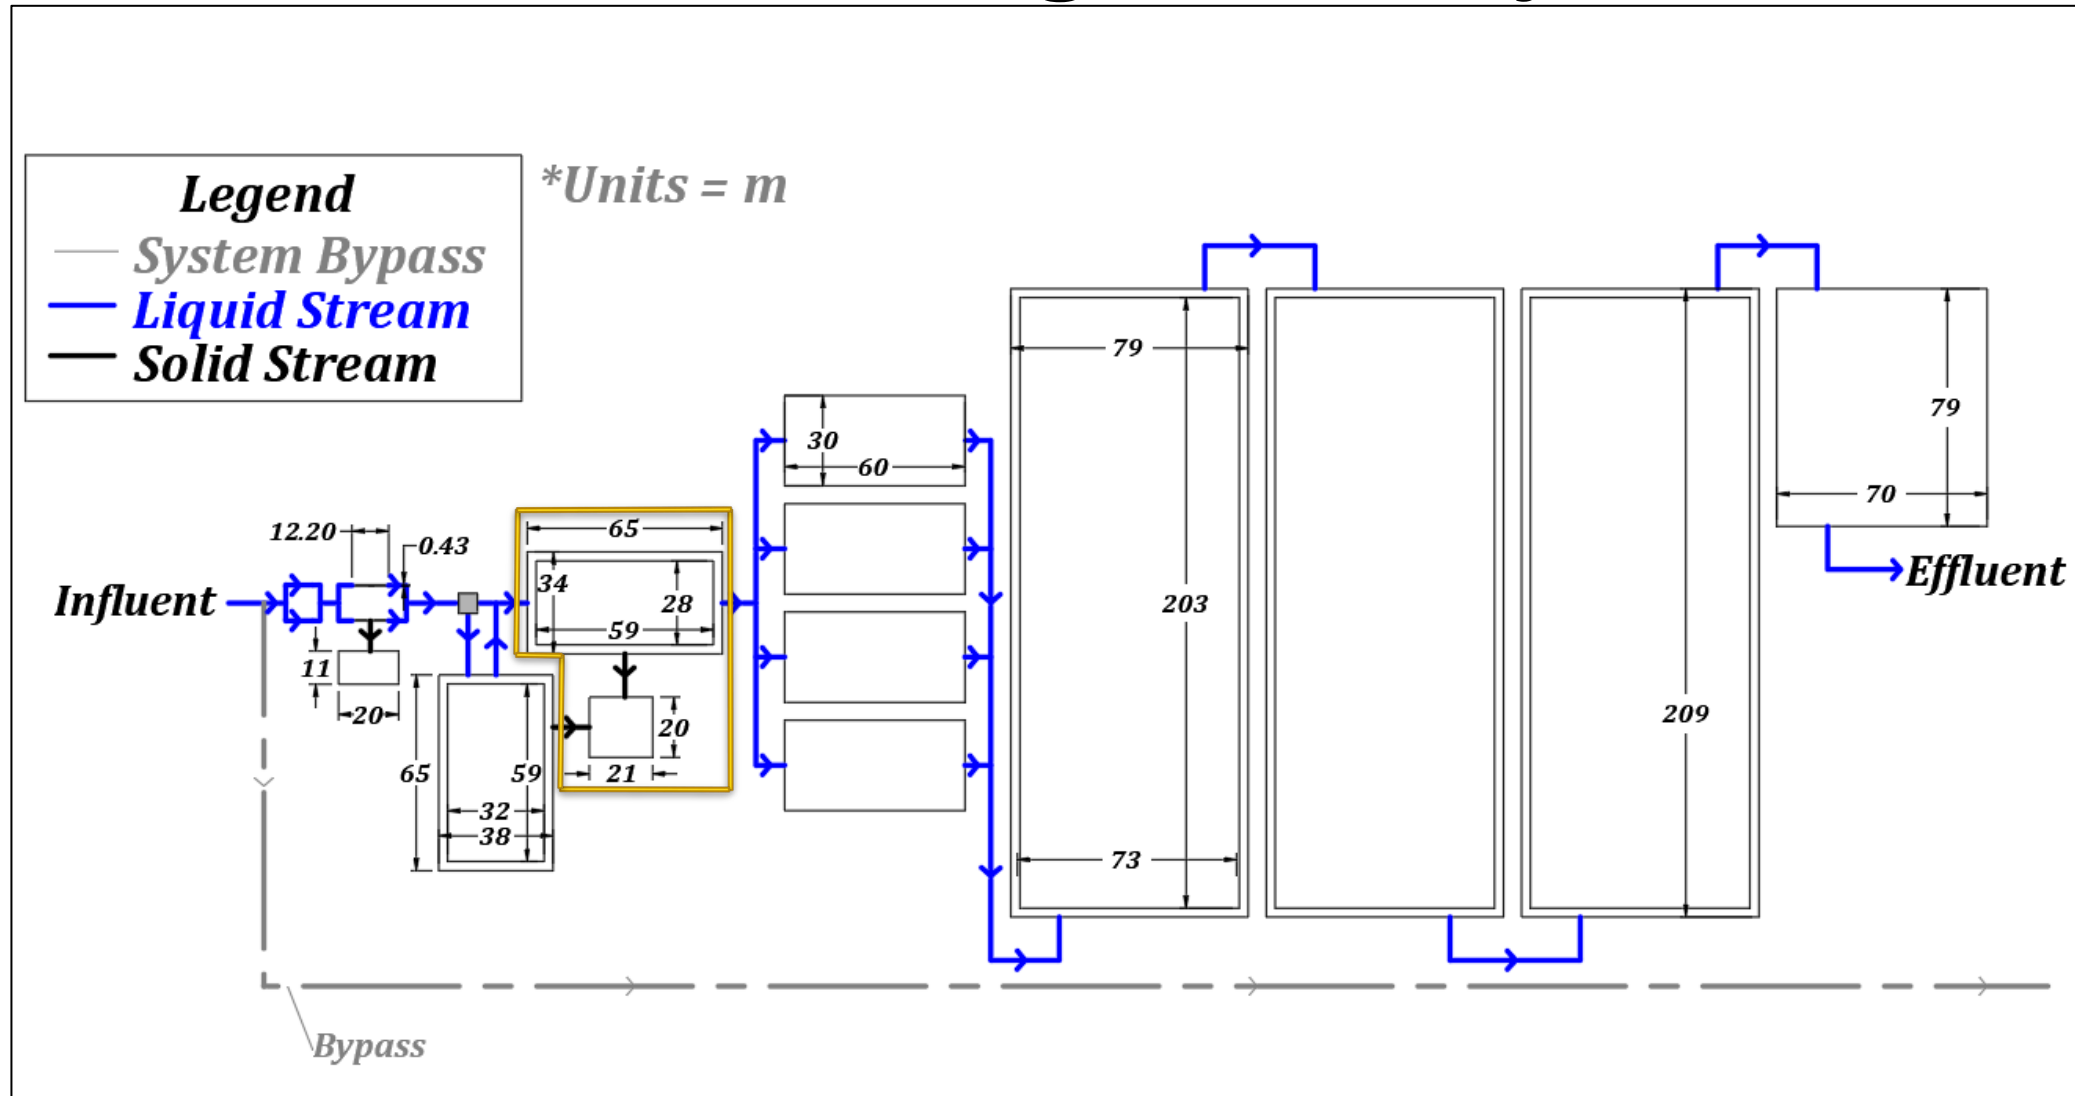 Legend
System Bypass
Liquid Stream
Solid Stream
*Units = m
79
30
60
79
70
12.20
0.43
65
Influent
34
28
59
203
Effluent
11
20
20
21
65
59
32
38
209
73
Bypass